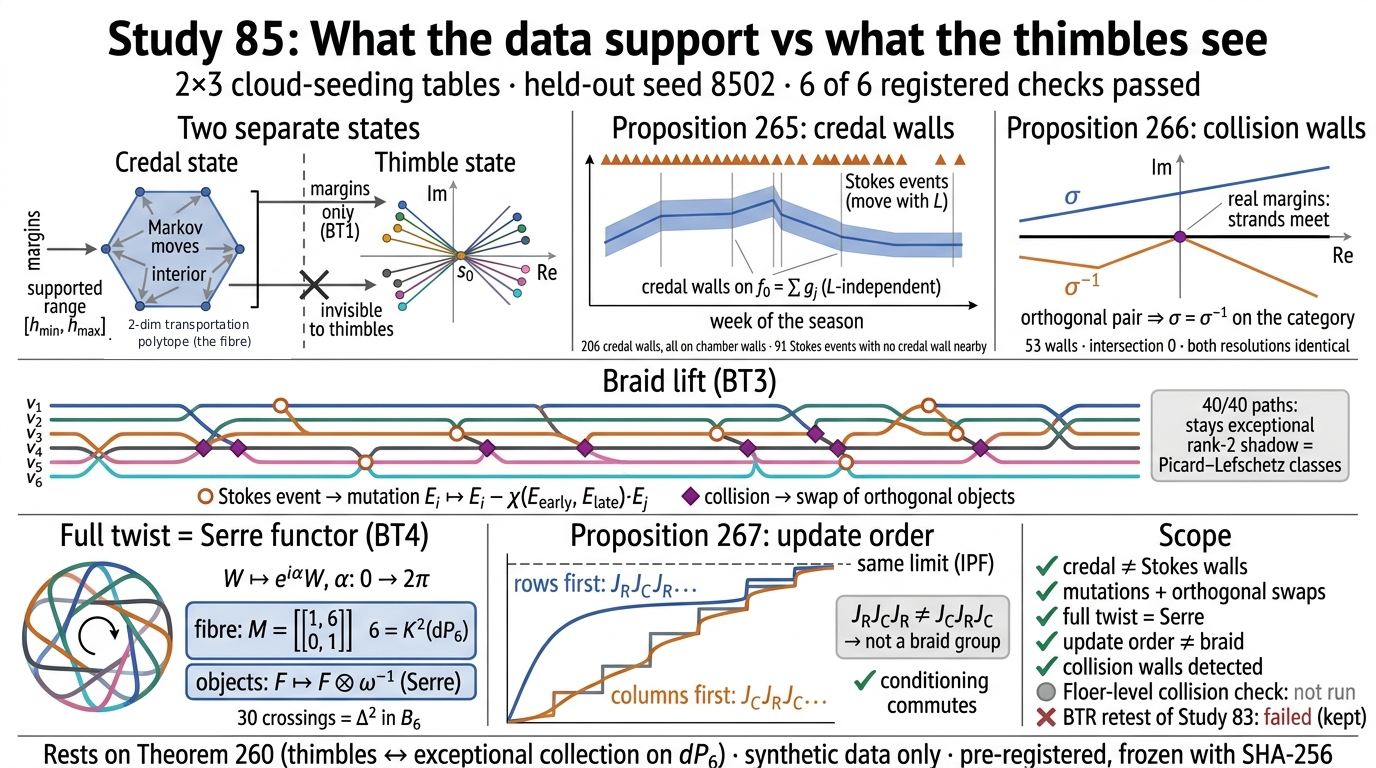 Study 85: What the data support vs what the thimbles see
2×3 cloud-seeding tables · held-out seed 8502 · 6 of 6 registered checks passed
Two separate states
Credal state
Thimble state
margins
supported
range
[h_min, h_max]
.
Markov
moves
interior
2-dim transportation
polytope (the fibre)
margins
only
(BT1)
invisible
to thimbles
Im
Re
s₀
Proposition 265: credal walls
Stokes events
(move with L)
credal walls on f₀ = ∑ g_j (L-independent)
week of the season
206 credal walls, all on chamber walls · 91 Stokes events with no credal wall nearby
Proposition 266: collision walls
Im
σ
real margins:
strands meet
Re
σ⁻¹
orthogonal pair ⇒ σ = σ⁻¹ on the category
53 walls · intersection 0 · both resolutions identical
Braid lift (BT3)
v₁
v₂
v₃
v₄
v₅
v₆
40/40 paths:
stays exceptional
rank-2 shadow =
Picard–Lefschetz classes
Stokes event → mutation E_i ↦ E_i − χ(E_early, E_late)·E_j
collision → swap of orthogonal objects
Full twist = Serre functor (BT4)
W ↦ e^{iα}W, α: 0 → 2π
fibre: M = [[1, 6]
[0, 1]] 6 = K²(dP₆)
objects: F ↦ F ⊗ ω⁻¹ (Serre)
30 crossings = Δ² in B₆
Proposition 267: update order
same limit (IPF)
rows first: J_R J_C J_R…
columns first: J_C J_R J_C…
J_R J_C J_R ≠ J_C J_R J_C
→ not a braid group
✓ conditioning
commutes
Scope
✓ credal ≠ Stokes walls
✓ mutations + orthogonal swaps
✓ full twist = Serre
✓ update order ≠ braid
✓ collision walls detected
Floer-level collision check: not run
✗ BTR retest of Study 83: failed (kept)
Rests on Theorem 260 (thimbles ↔ exceptional collection on dP₆) · synthetic data only · pre-registered, frozen with SHA-256